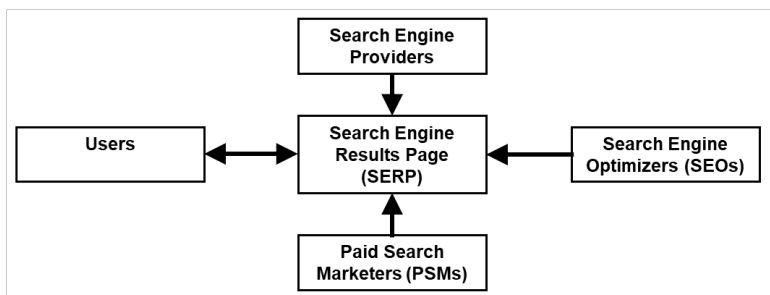 Search Engine
Providers
Users
Search Engine
Results Page
(SERP)
Search Engine
Optimizers (SEOs)
Paid Search
Marketers (PSMs)